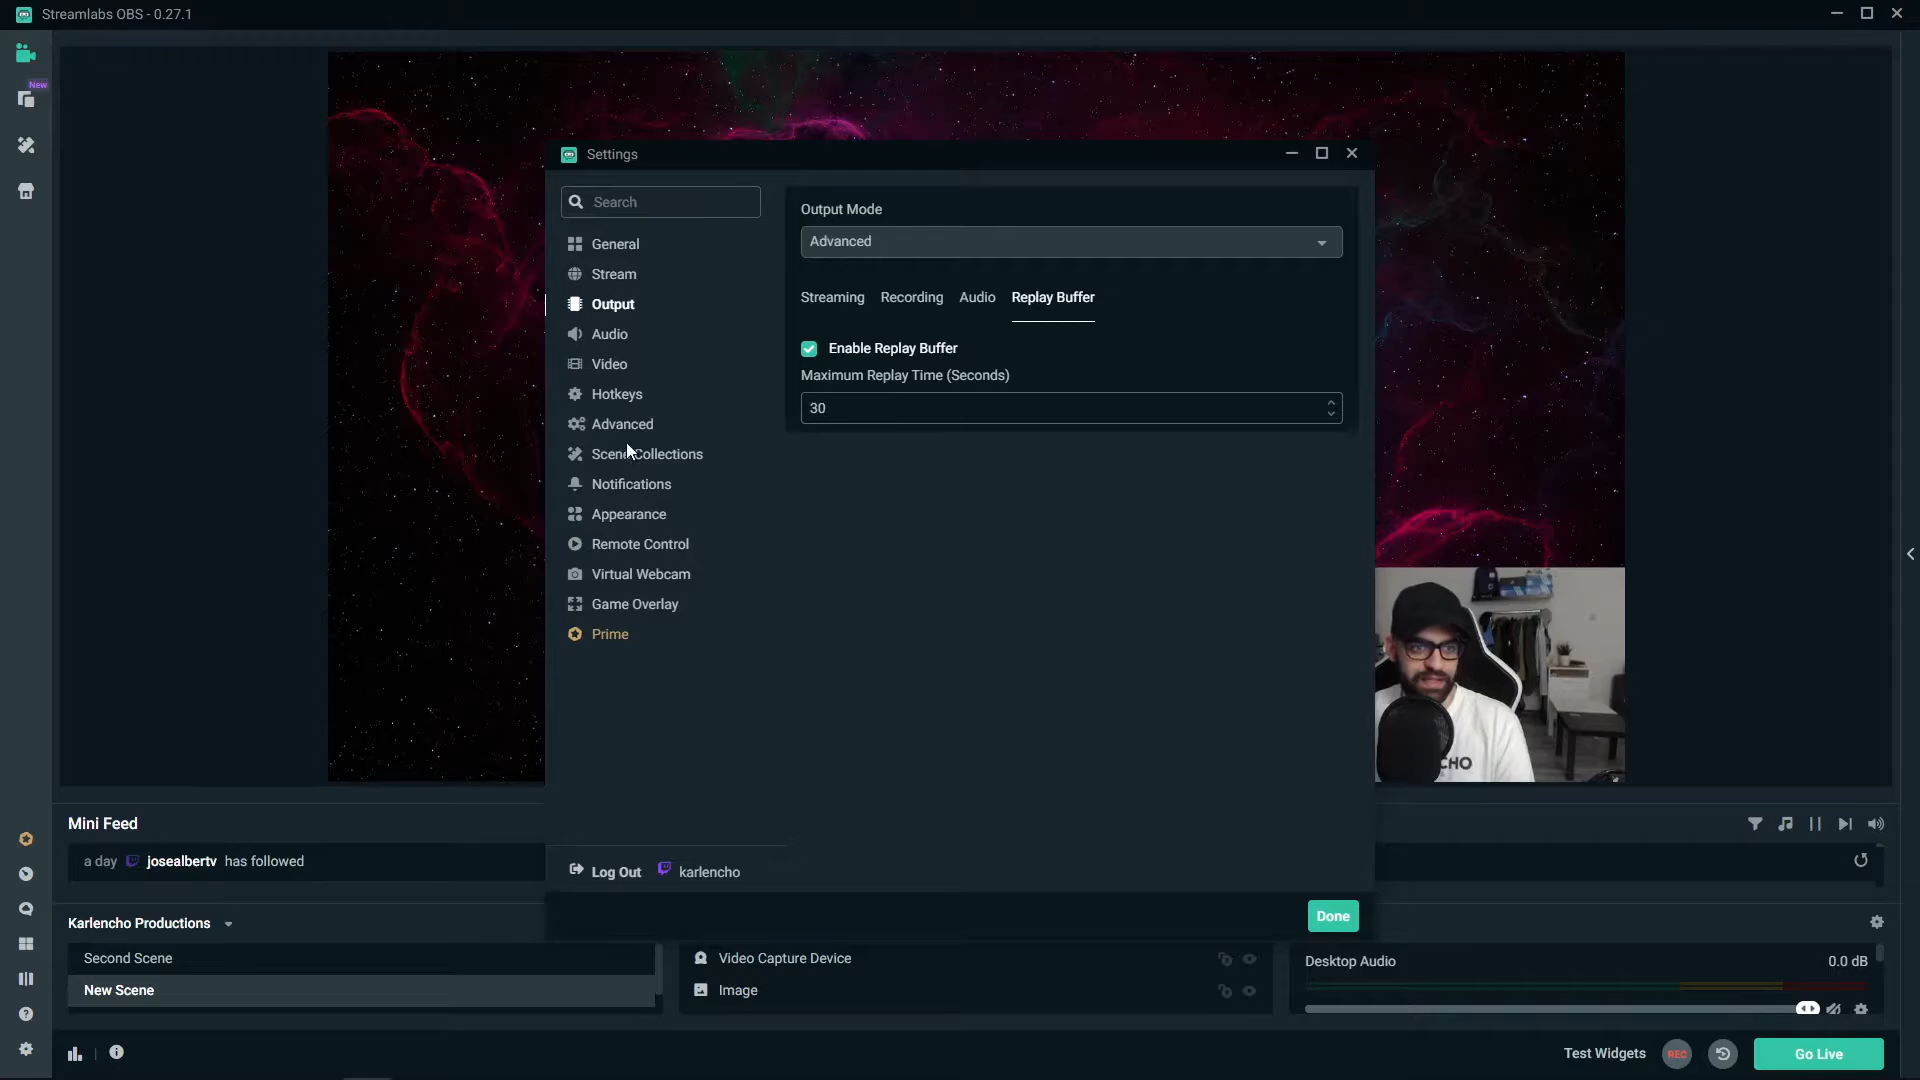 Streamlabs OBS - 0.27.1
New
Settings
Search
General
Stream
Output
Audio
Video
Hotkeys
Advanced
Scene Collections
Notifications
Appearance
Remote Control
Virtual Webcam
Game Overlay
Prime
Output Mode
Advanced
Streaming Recording Audio Replay Buffer
Enable Replay Buffer
Maximum Replay Time (Seconds)
30
Log Out karlencho
Done
CHO
Mini Feed
a day josealbertv has followed
Karlencho Productions
Second Scene
New Scene
Video Capture Device
Image
Desktop Audio 0.0 dB
Test Widgets REC Go Live